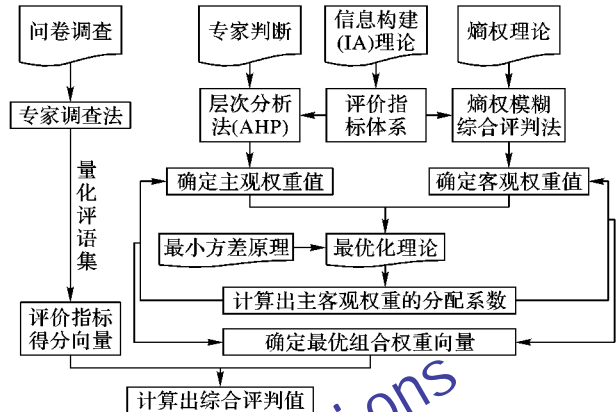 问卷调查
专家判断
信息构建
(IA)理论
熵权理论
专家调查法
层次分析
法(AHP)
评价指
标体系
熵权模糊
综合评判法
量化评语集
确定主观权重值
确定客观权重值
最小方差原理
最优化理论
计算出主客观权重的分配系数
评价指标
得分向量
确定最优组合权重向量
计算出综合评判值
ions